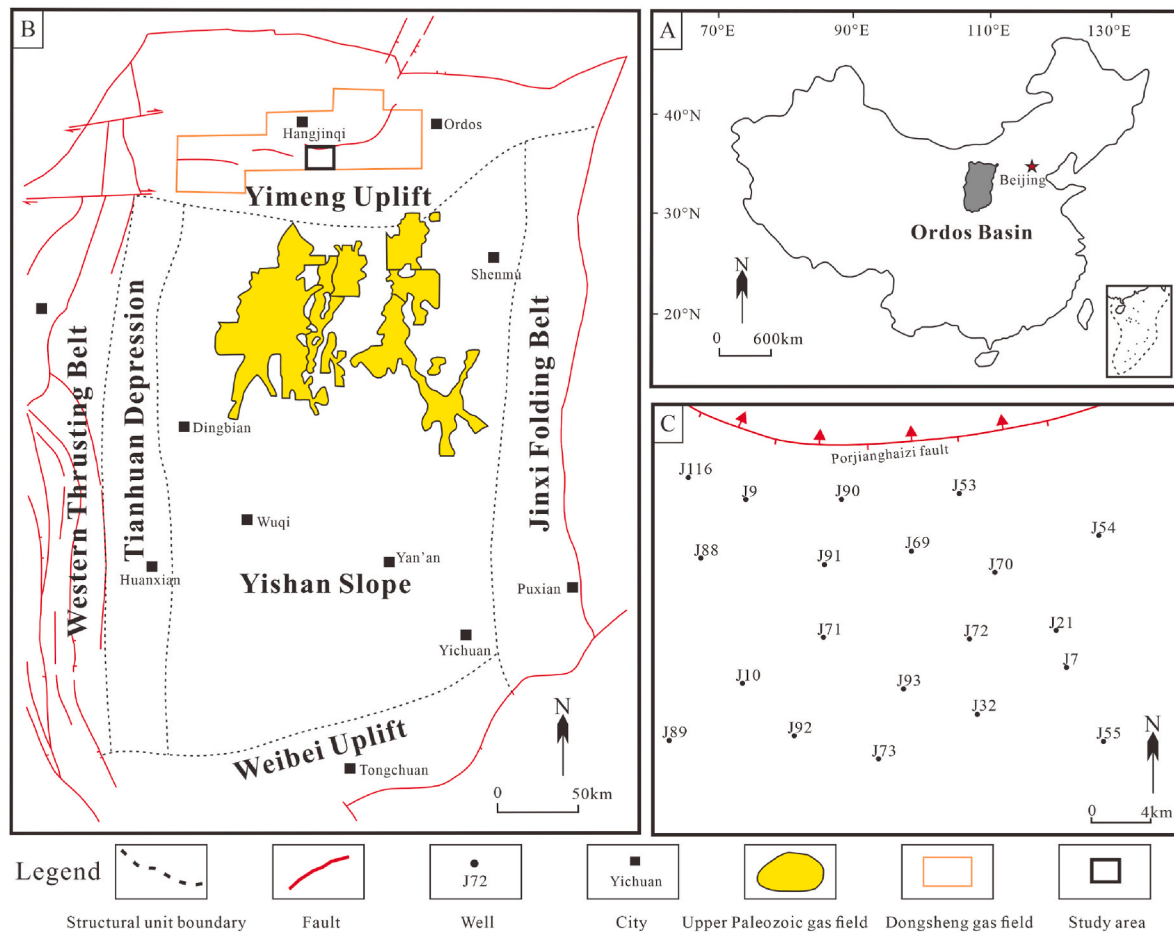 B
Hangjinqi
Ordos
Yimeng Uplift
Shenmu
Western Thrusting Belt
Tianhuan Depression
Jinxi Folding Belt
Dingbian
Wuqi
Yan'an
Huanxian
Yishan Slope
Puxian
Yichuan
Weibei Uplift
Tongchuan
N
0 50km
A
70°E 90°E 110°E 130°E
40°N
30°N
20°N
Beijing
Ordos Basin
N
0 600km
C
Porjianghaizi fault
J116
J9
J90
J53
J54
J88
J91
J69
J70
J71
J72
J21
J7
J10
J93
J32
J89
J92
J73
J55
N
0 4km
Legend
J72
Yichuan
Structural unit boundary
Fault
Well
City
Upper Paleozoic gas field
Dongsheng gas field
Study area